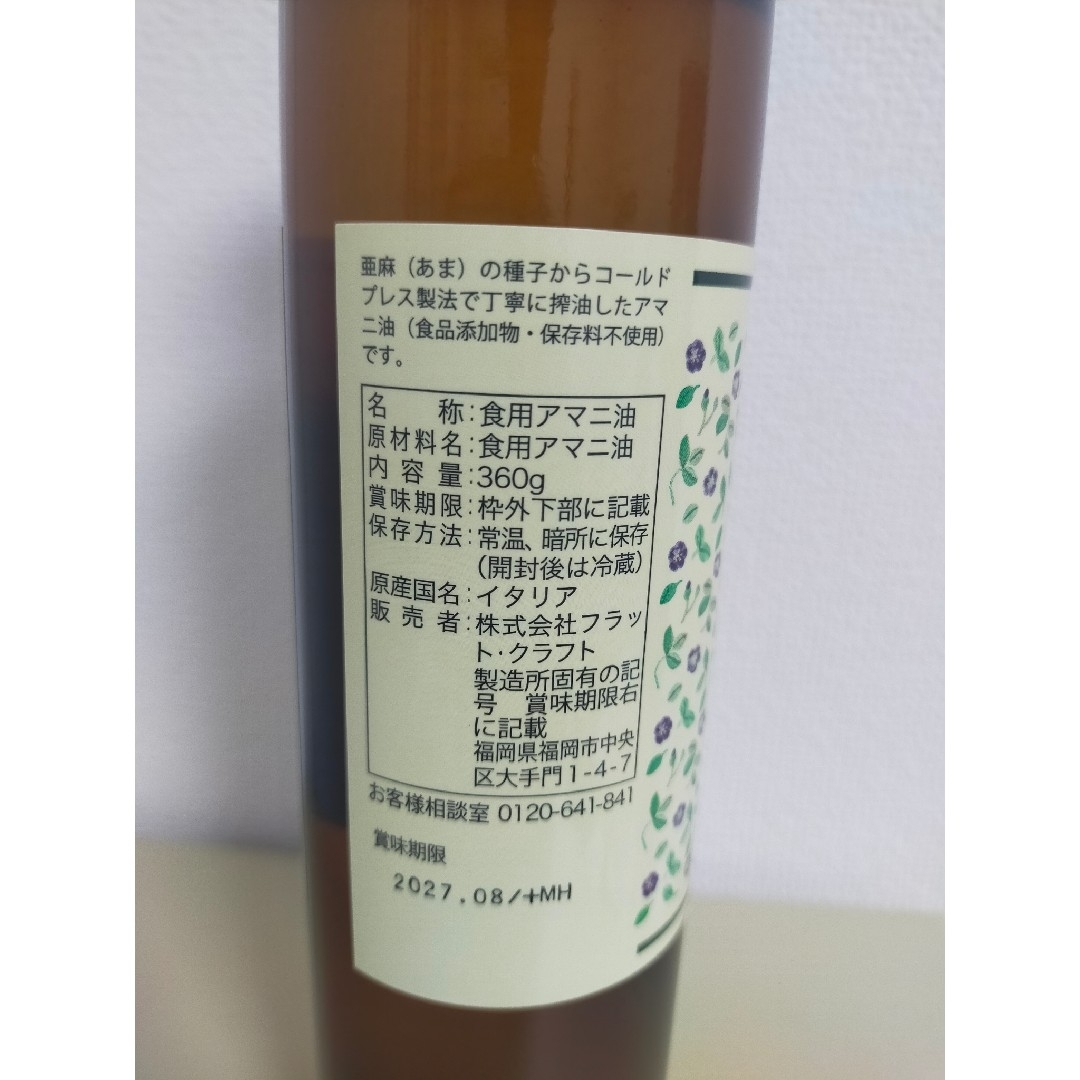 亜麻（あま）の種子からコールド
プレス製法で丁寧に搾油したアマ
ニ油（食品添加物・保存料不使用）
です。
名称：食用アマニ油
原材料名：食用アマニ油
内容量：360g
賞味期限：枠外下部に記載
保存方法：常温、暗所に保存
（開封後は冷蔵）
原産国名：イタリア
販売者：株式会社フラッ
ト・クラフト
製造所固有の記
号　賞味期限右
に記載
福岡県福岡市中央
区大手門1-4-7
お客様相談室 0120-641-841
賞味期限
2027.08/+MH